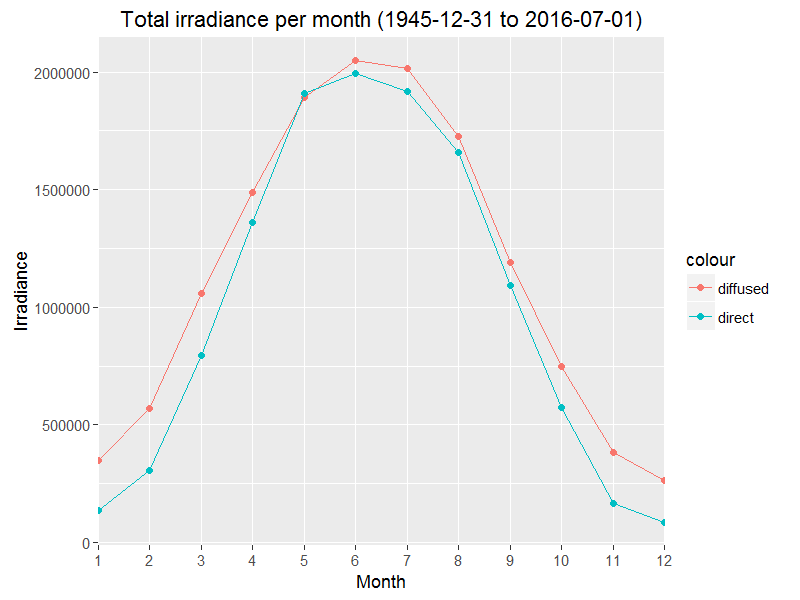 Total irradiance per month (1945-12-31 to 2016-07-01)
2000000
1500000
1000000
500000
0
Irradiance
1 2 3 4 5 6 7 8 9 10 11 12
Month
colour
diffused
direct